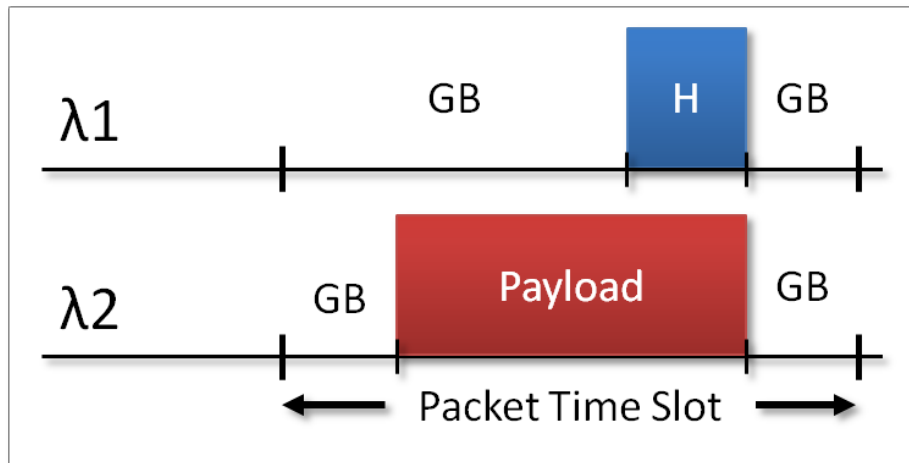 GB H GB
λ1
GB Payload GB
λ2
Packet Time Slot